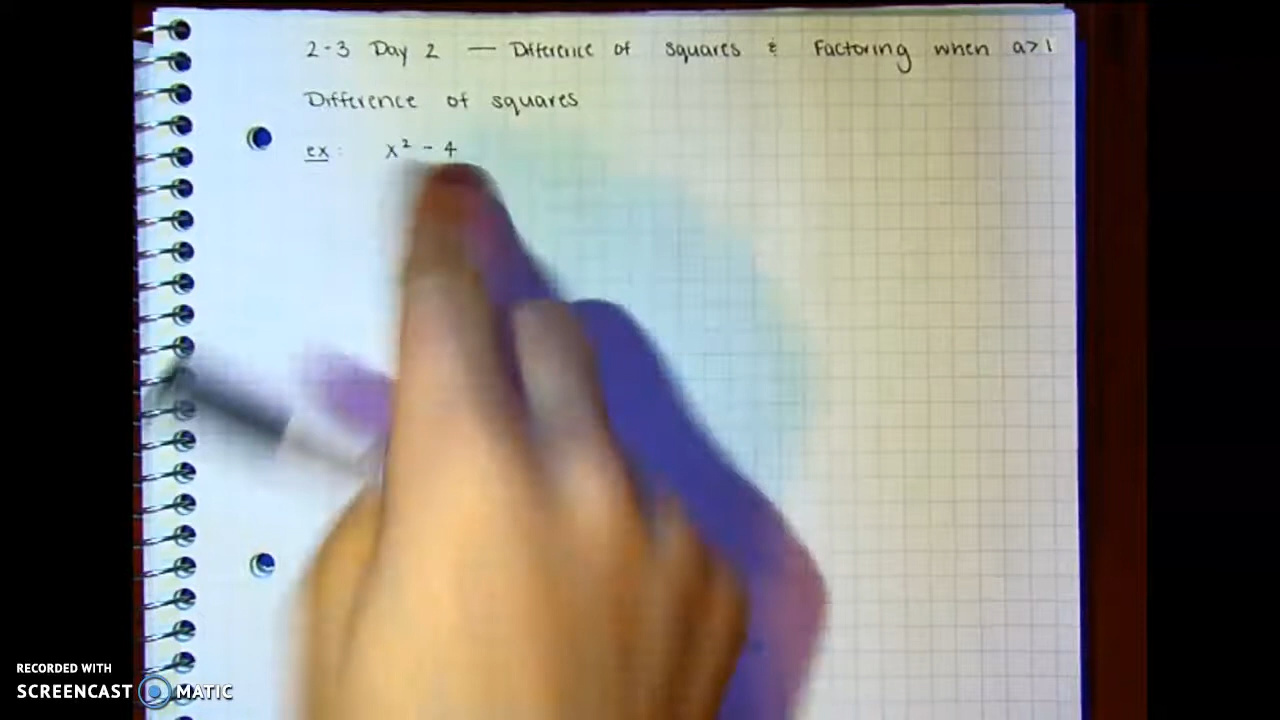 2-3 Day 2 — Difference of squares & Factoring when a>1
Difference of squares
ex: x² - 4
RECORDED WITH
SCREENCAST MATIC